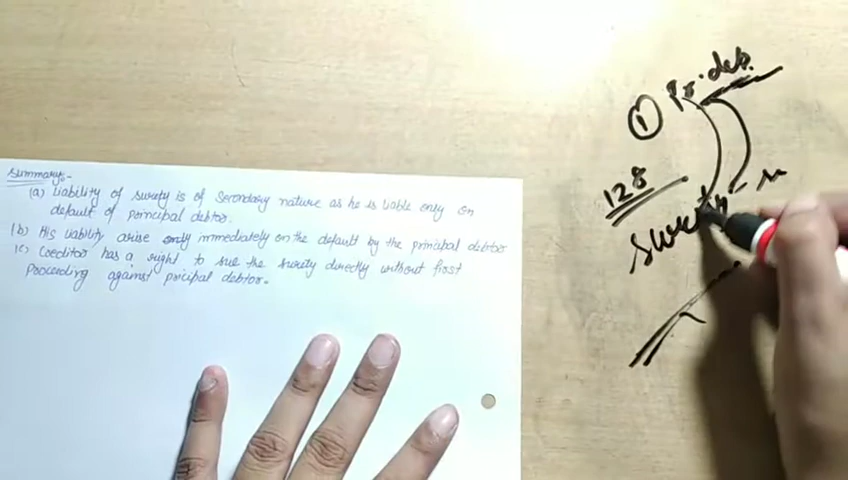 Summary:-
(a) Liability of surety is of Secondary nature as he is liable only on
default of principal debtor.
(b) His liability arise only immediately on the default by the principal debtor
(c) Creditor has a right to sue the surety directly without first
Proceeding against pricipal debtor.
① Pr. deb.
128
Surety